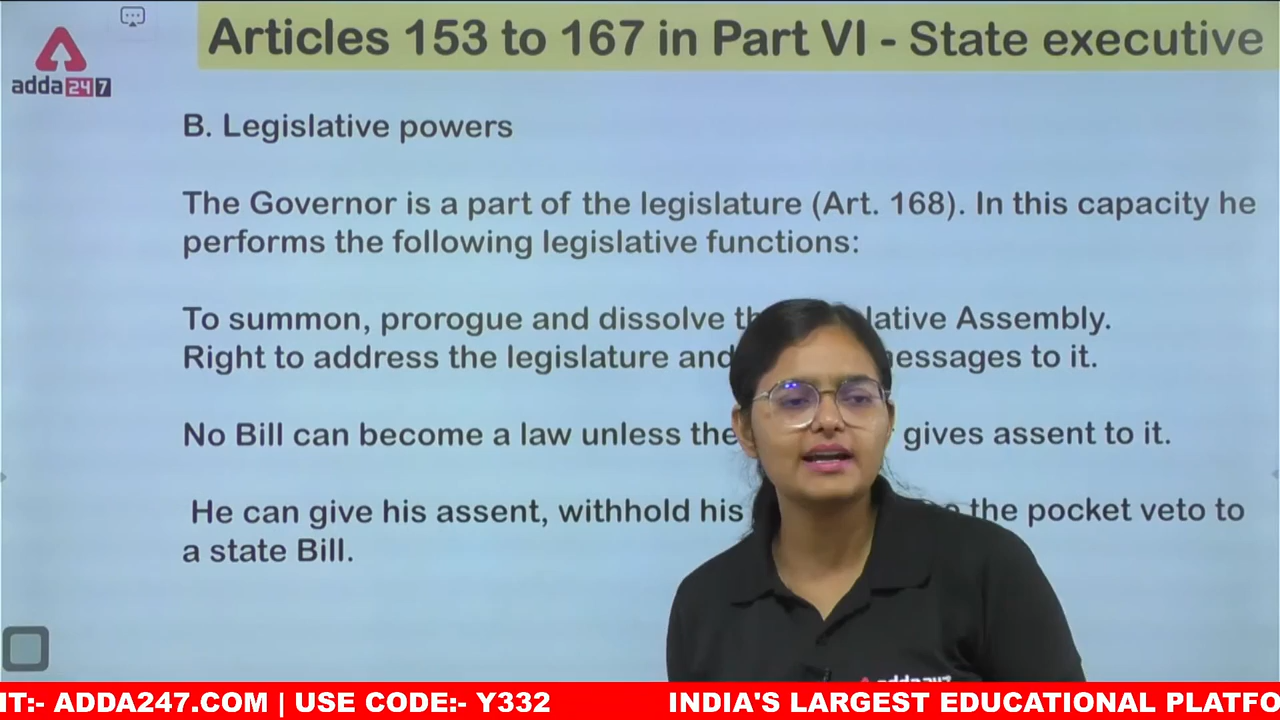 Articles 153 to 167 in Part VI - State executive
adda247
B. Legislative powers
The Governor is a part of the legislature (Art. 168). In this capacity he
performs the following legislative functions:
To summon, prorogue and dissolve lative Assembly.
Right to address the legislature and essages to it.
No Bill can become a law unless the gives assent to it.
He can give his assent, withhold his the pocket veto to
a state Bill.
adda247
IT:- ADDA247.COM | USE CODE:- Y332 INDIA'S LARGEST EDUCATIONAL PLATFO